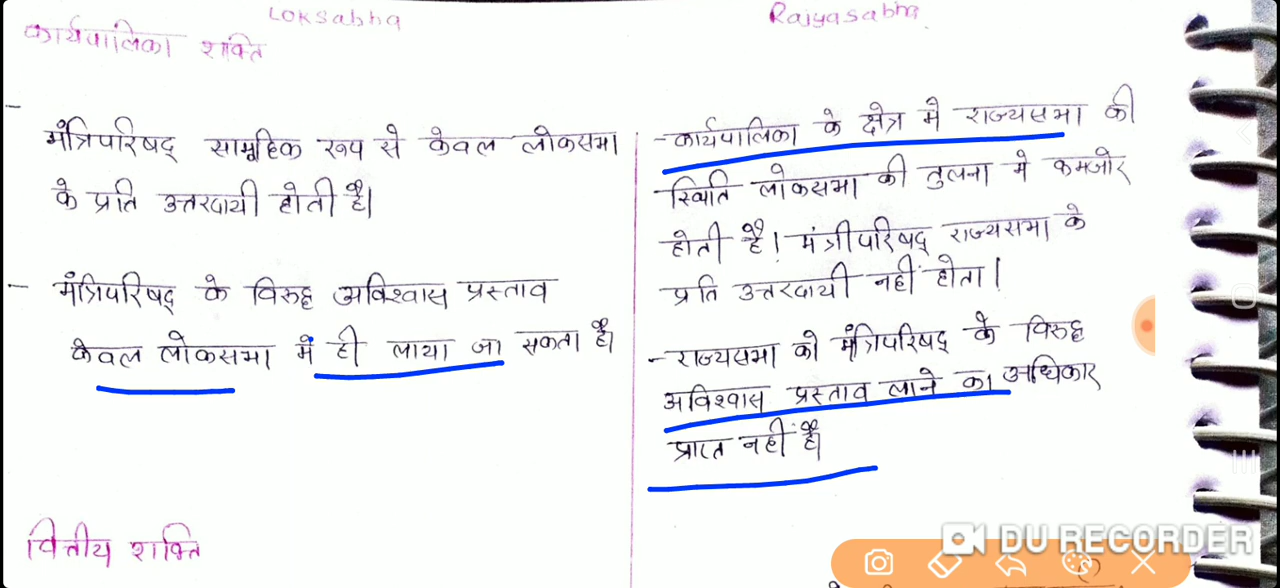 Loksabha
Rajyasabha
कार्यपालिका शक्ति
- मंत्रिपरिषद् सामूहिक रूप से केवल लोकसभा
के प्रति उत्तरदायी होती है।
- मंत्रिपरिषद् के विरुद्ध अविश्वास प्रस्ताव
केवल लोकसभा में ही लाया जा सकता है।
- कार्यपालिका के क्षेत्र मे राज्यसभा की
स्थिति लोकसभा की तुलना मे कमजोर
होती है। मंत्रीपरिषद् राज्यसभा के
प्रति उत्तरदायी नही होता।
- राज्यसभा को मंत्रिपरिषद् के विरुद्ध
अविश्वास प्रस्ताव लाने का अधिकार
प्राप्त नही है।
वित्तीय शक्ति
DU RECORDER